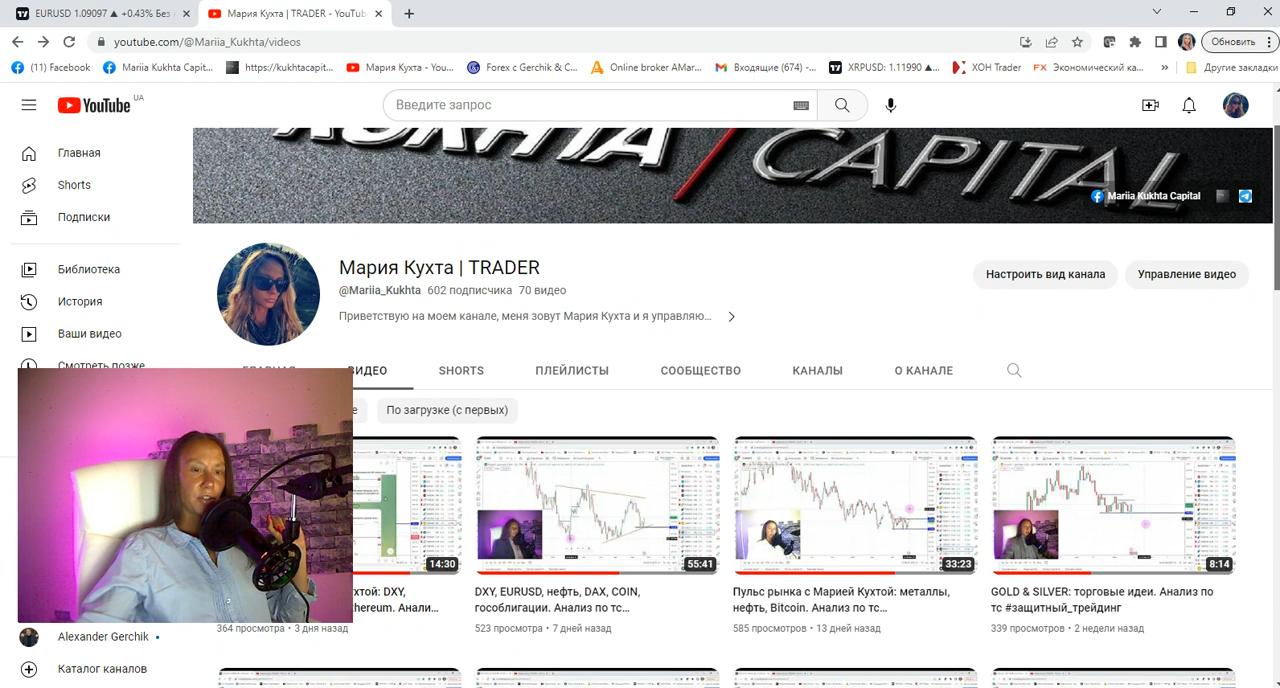 EURUSD 1.09097 ▲ +0.43% Без
Мария Кухта | TRADER - YouTub
youtube.com/@Mariia_Kukhta/videos
Обновить
(11) Facebook
Mariia Kukhta Capit...
https://kukhtacapit...
Мария Кухта - You...
Forex c Gerchik & C...
Online broker AMar...
Входящие (674) -...
XRPUSD: 1.11990 ▲...
ХОН Trader
Экономический ка...
»
Другие закладки
YouTube UA
Введите запрос
Главная
Shorts
Подписки
Библиотека
История
Ваши видео
Смотреть позже
CAPITAL
Mariia Kukhta Capital
Мария Кухта | TRADER
@Mariia_Kukhta 602 подписчика 70 видео
Приветствую на моем канале, меня зовут Мария Кухта и я управляю...
Настроить вид канала
Управление видео
ВИДЕО
SHORTS
ПЛЕЙЛИСТЫ
СООБЩЕСТВО
КАНАЛЫ
О КАНАЛЕ
По загрузке (с первых)
14:30
55:41
33:23
8:14
хтой: DXY,
thereum. Анали...
364 просмотра • 3 дня назад
DXY, EURUSD, нефть, DAX, COIN,
гособлигации. Анализ по тс...
523 просмотра • 7 дней назад
Пульс рынка с Марией Кухтой: металлы,
нефть, Bitcoin. Анализ по тс...
585 просмотров • 13 дней назад
GOLD & SILVER: торговые идеи. Анализ по
тс #защитный_трейдинг
339 просмотров • 2 недели назад
Alexander Gerchik
Каталог каналов